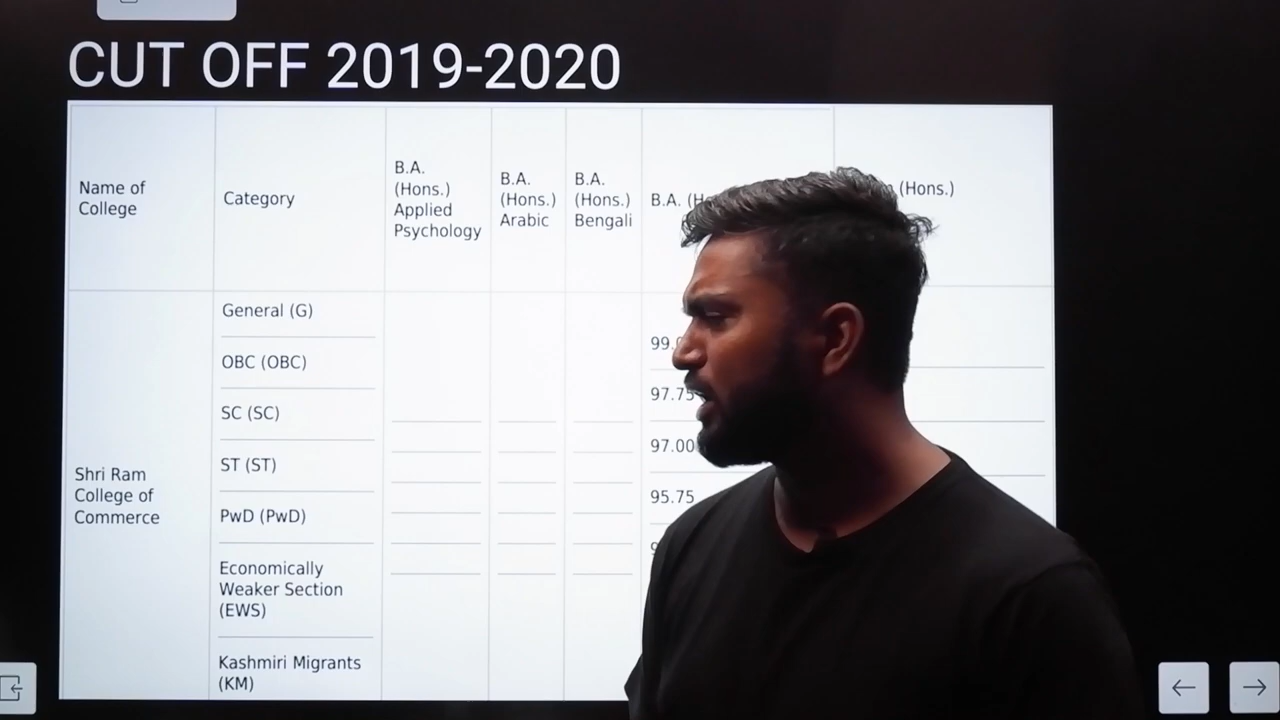 CUT OFF 2019-2020
Name of
College
Category
B.A.
(Hons.)
Applied
Psychology
B.A.
(Hons.)
Arabic
B.A.
(Hons.)
Bengali
B.A.
(Hons.)
Shri Ram
College of
Commerce
General (G)
OBC (OBC)
SC (SC)
ST (ST)
PwD (PwD)
Economically
Weaker Section
(EWS)
Kashmiri Migrants
(KM)
97.75
97.00
95.75